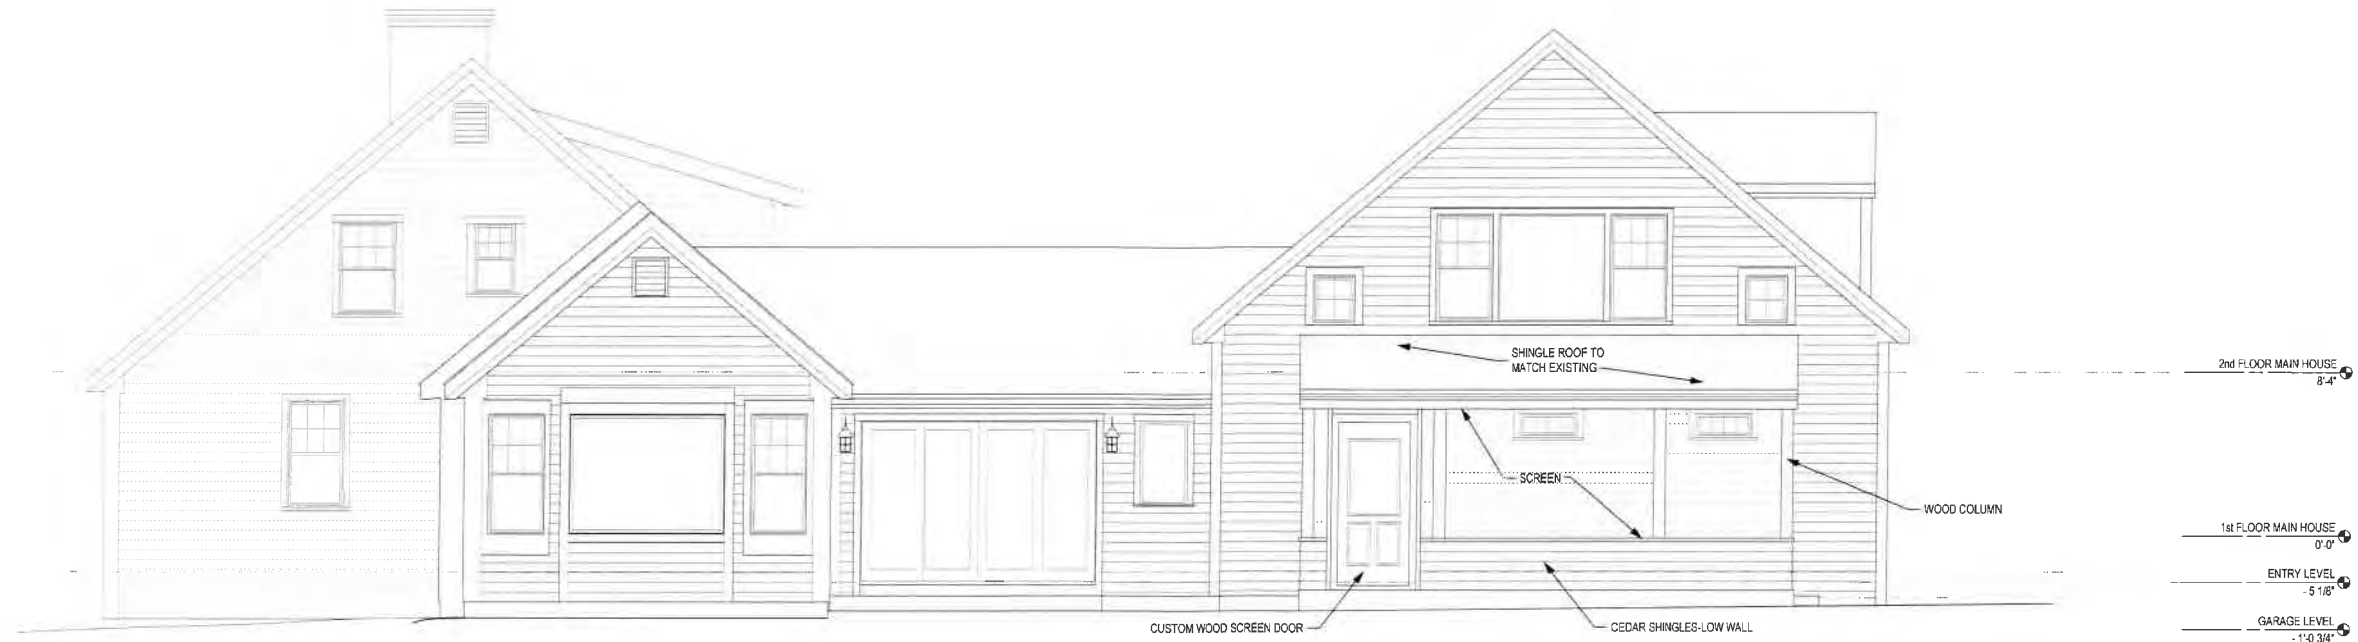 SHINGLE ROOF TO
MATCH EXISTING
2nd FLOOR MAIN HOUSE
8'-4"
SCREEN
WOOD COLUMN
1st FLOOR MAIN HOUSE
0'-0"
ENTRY LEVEL
- 5 1/8"
GARAGE LEVEL
- 1'-0 3/4"
CUSTOM WOOD SCREEN DOOR
CEDAR SHINGLES-LOW WALL